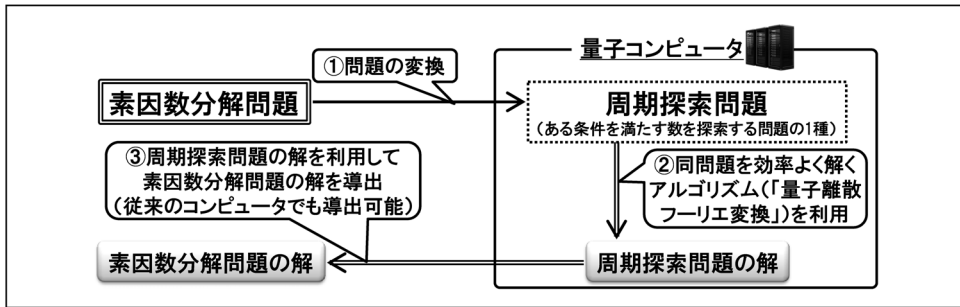 量子コンピュータ
①問題の変換
素因数分解問題
周期探索問題
(ある条件を満たす数を探索する問題の1種)
③周期探索問題の解を利用して
素因数分解問題の解を導出
(従来のコンピュータでも導出可能)
②同問題を効率よく解く
アルゴリズム(「量子離散
フーリエ変換」)を利用
素因数分解問題の解
周期探索問題の解